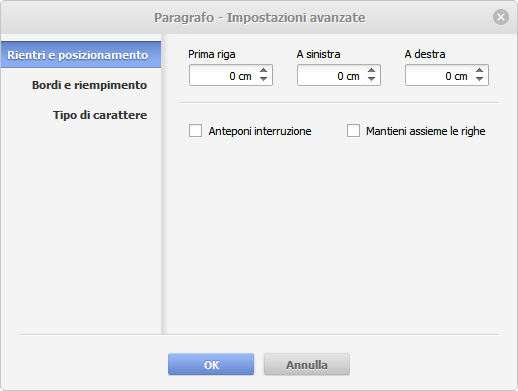 Paragrafo - Impostazioni avanzate
Rientri e posizionamento
Bordi e riempimento
Tipo di carattere
Prima riga A sinistra A destra
0 cm 0 cm 0 cm
Anteponi interruzione Mantieni assieme le righe
OK Annulla